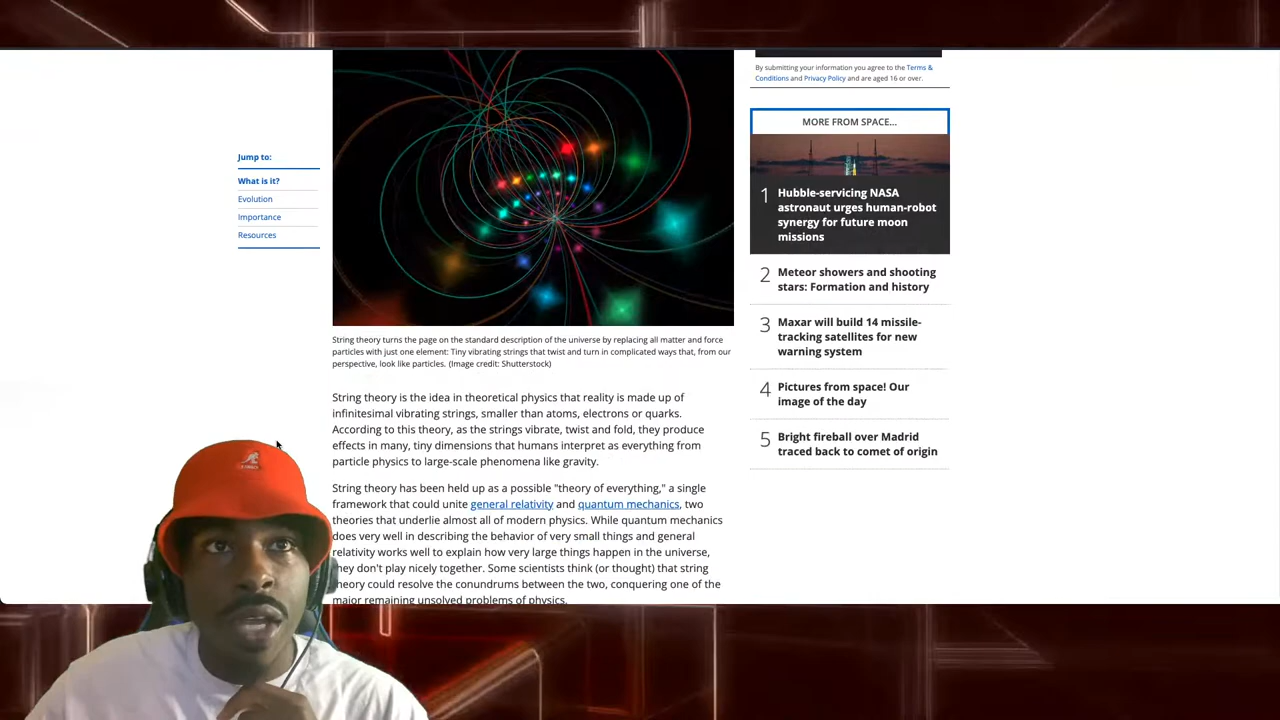 Jump to:
What is it?
Evolution
Importance
Resources
String theory turns the page on the standard description of the universe by replacing all matter and force
particles with just one element: Tiny vibrating strings that twist and turn in complicated ways that, from our
perspective, look like particles. (Image credit: Shutterstock)
String theory is the idea in theoretical physics that reality is made up of
infinitesimal vibrating strings, smaller than atoms, electrons or quarks.
According to this theory, as the strings vibrate, twist and fold, they produce
effects in many, tiny dimensions that humans interpret as everything from
particle physics to large-scale phenomena like gravity.
String theory has been held up as a possible "theory of everything," a single
framework that could unite general relativity and quantum mechanics, two
theories that underlie almost all of modern physics. While quantum mechanics
does very well in describing the behavior of very small things and general
relativity works well to explain how very large things happen in the universe,
they don't play nicely together. Some scientists think (or thought) that string
theory could resolve the conundrums between the two, conquering one of the
major remaining unsolved problems of physics.
By submitting your information you agree to the Terms &
Conditions and Privacy Policy and are aged 16 or over.
MORE FROM SPACE...
1 Hubble-servicing NASA
astronaut urges human-robot
synergy for future moon
missions
2 Meteor showers and shooting
stars: Formation and history
3 Maxar will build 14 missile-
tracking satellites for new
warning system
4 Pictures from space! Our
image of the day
5 Bright fireball over Madrid
traced back to comet of origin